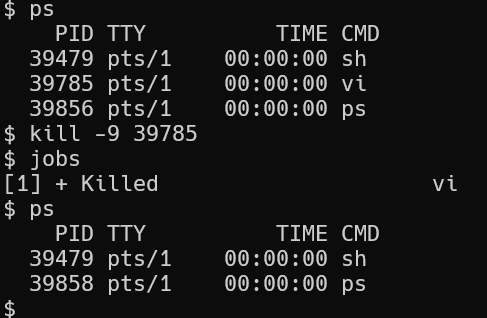 $ ps
    PID TTY          TIME CMD
  39479 pts/1    00:00:00 sh
  39785 pts/1    00:00:00 vi
  39856 pts/1    00:00:00 ps
$ kill -9 39785
$ jobs
[1] + Killed                     vi
$ ps
    PID TTY          TIME CMD
  39479 pts/1    00:00:00 sh
  39858 pts/1    00:00:00 ps
$